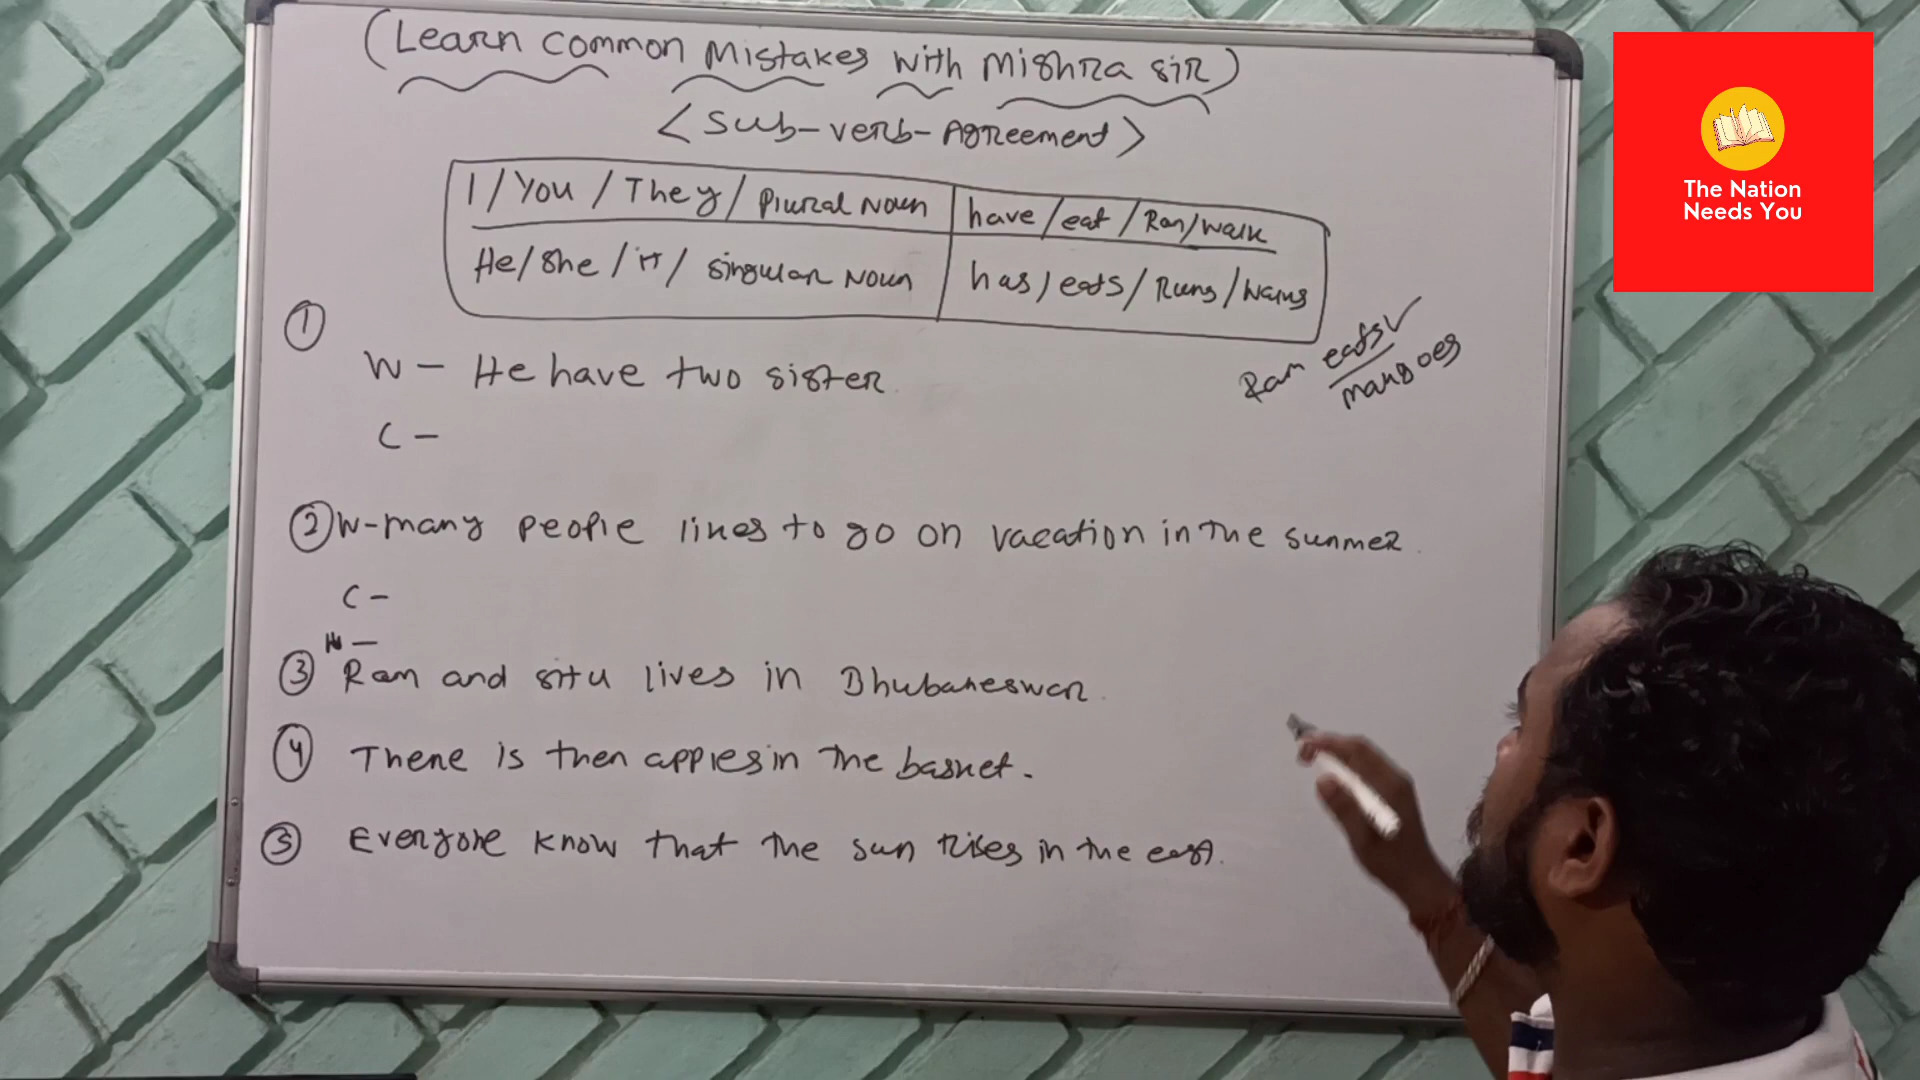 (Learn common Mistakes with Mishra sir)
<Sub-verb-Agreement>
I/You/They/Plural Noun have/eat/Run/walk
He/She/it/singular Noun has/eats/Runs/walks
Ram eats✓
mangoes
①
W- He have two sister
C-
② W-many people likes to go on vacation in the summer.
C-
W-
③ Ram and situ lives in Bhubaneswar.
④ There is then apples in the basket.
⑤ Everyone know that the sun rises in the east.
The Nation
Needs You